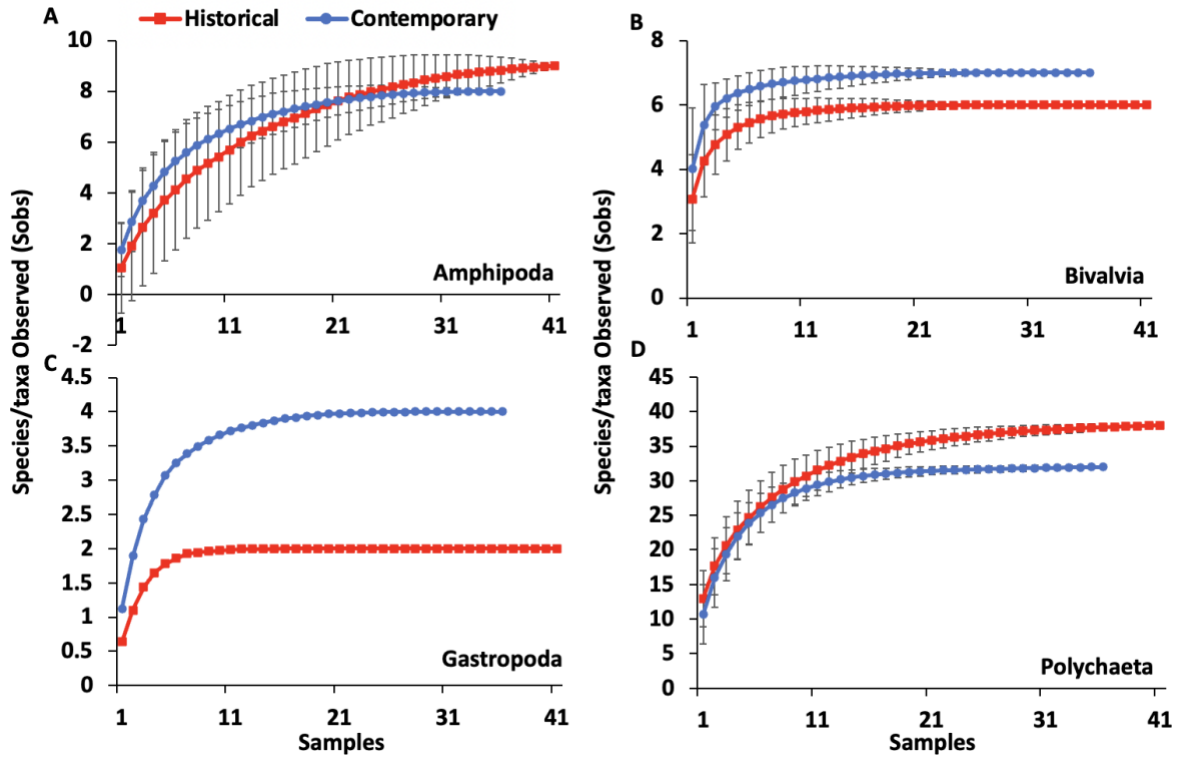 A Historical Contemporary B
Species/taxa Observed (Sobs)
10
8
6
4
2
0
-2
Amphipoda
1 11 21 31 41
Species/taxa Observed (Sobs)
8
6
4
2
0
Bivalvia
1 11 21 31 41
C
4.5
4
3.5
3
2.5
2
1.5
1
0.5
0
Gastropoda
1 11 21 31 41
Samples
D
45
40
35
30
25
20
15
10
5
0
Polychaeta
1 11 21 31 41
Samples